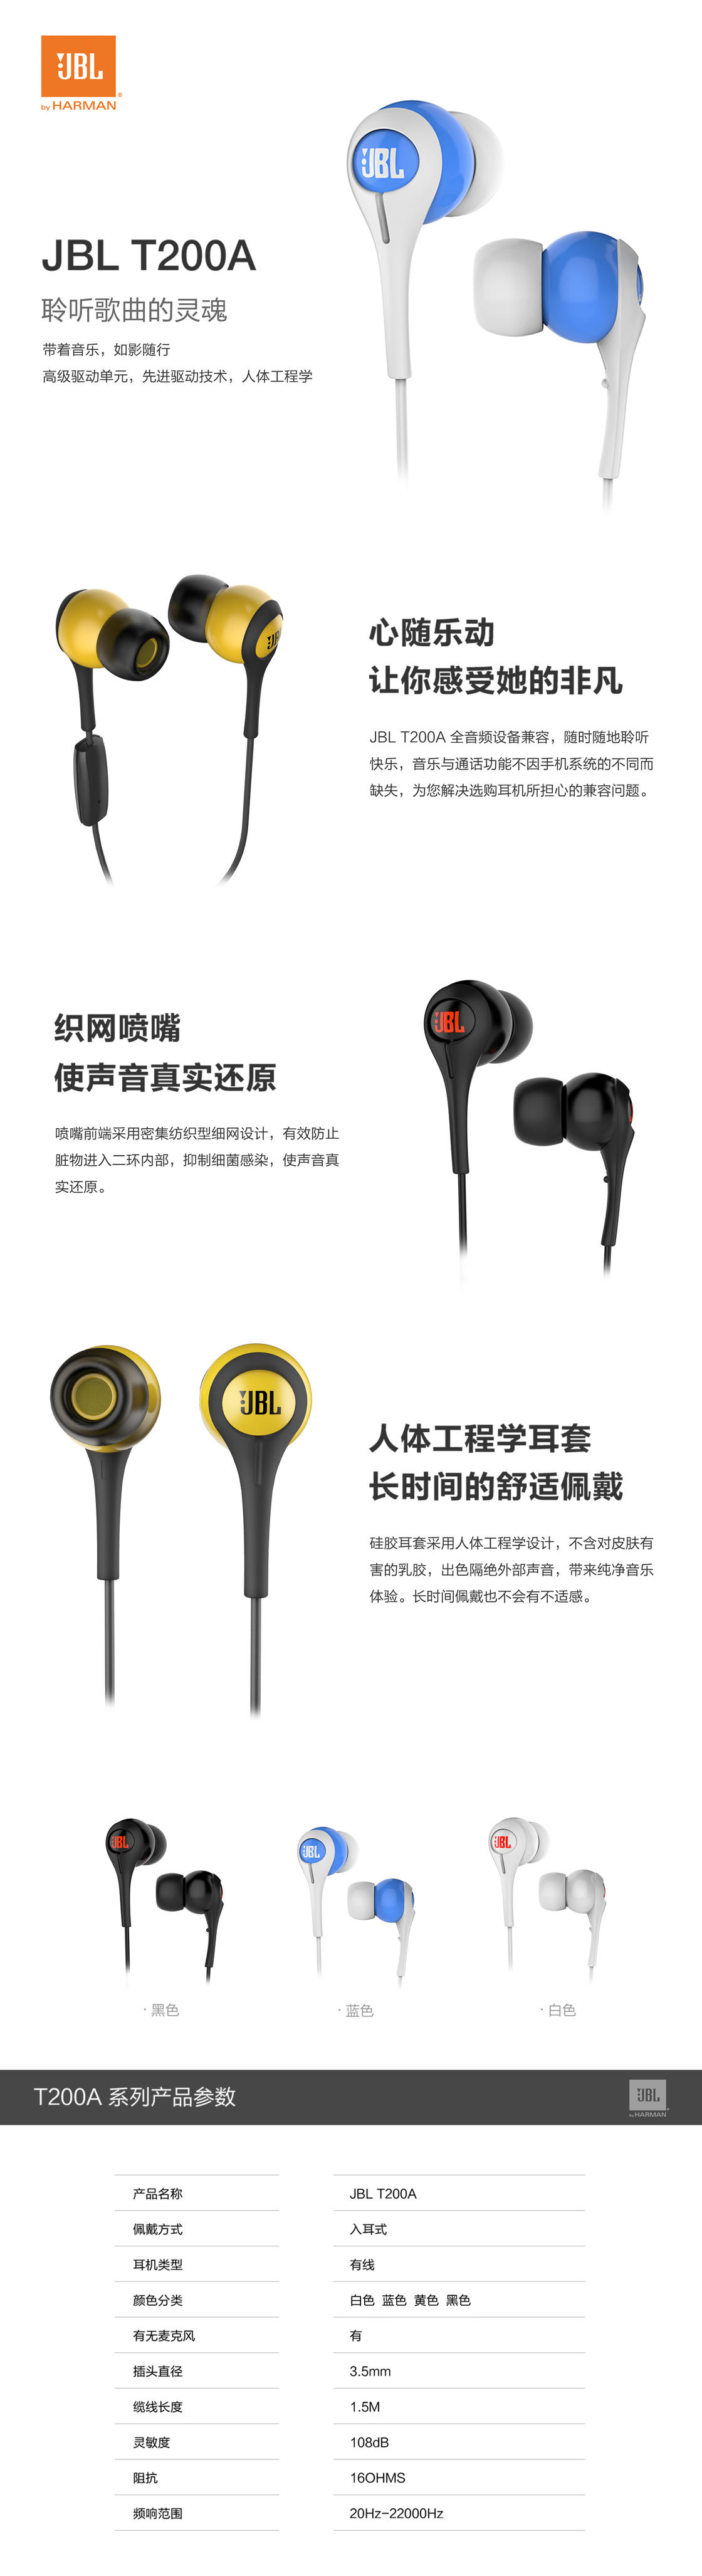 JBL
by HARMAN
JBL
JBL T200A
聆听歌曲的灵魂
带着音乐，如影随行
高级驱动单元，先进驱动技术，人体工程学
JBL
心随乐动
让你感受她的非凡
JBL T200A 全音频设备兼容，随时随地聆听
快乐，音乐与通话功能不因手机系统的不同而
缺失，为您解决选购耳机所担心的兼容问题。
JBL
织网喷嘴
使声音真实还原
喷嘴前端采用密集纺织型细网设计，有效防止
脏物进入二环内部，抑制细菌感染，使声音真
实还原。
JBL
人体工程学耳套
长时间的舒适佩戴
硅胶耳套采用人体工程学设计，不含对皮肤有
害的乳胶，出色隔绝外部声音，带来纯净音乐
体验。长时间佩戴也不会有不适感。
JBL
JBL
JBL
· 黑色
· 蓝色
· 白色
T200A 系列产品参数
JBL
by HARMAN
产品名称 JBL T200A
佩戴方式 入耳式
耳机类型 有线
颜色分类 白色 蓝色 黄色 黑色
有无麦克风 有
插头直径 3.5mm
缆线长度 1.5M
灵敏度 108dB
阻抗 16OHMS
频响范围 20Hz-22000Hz